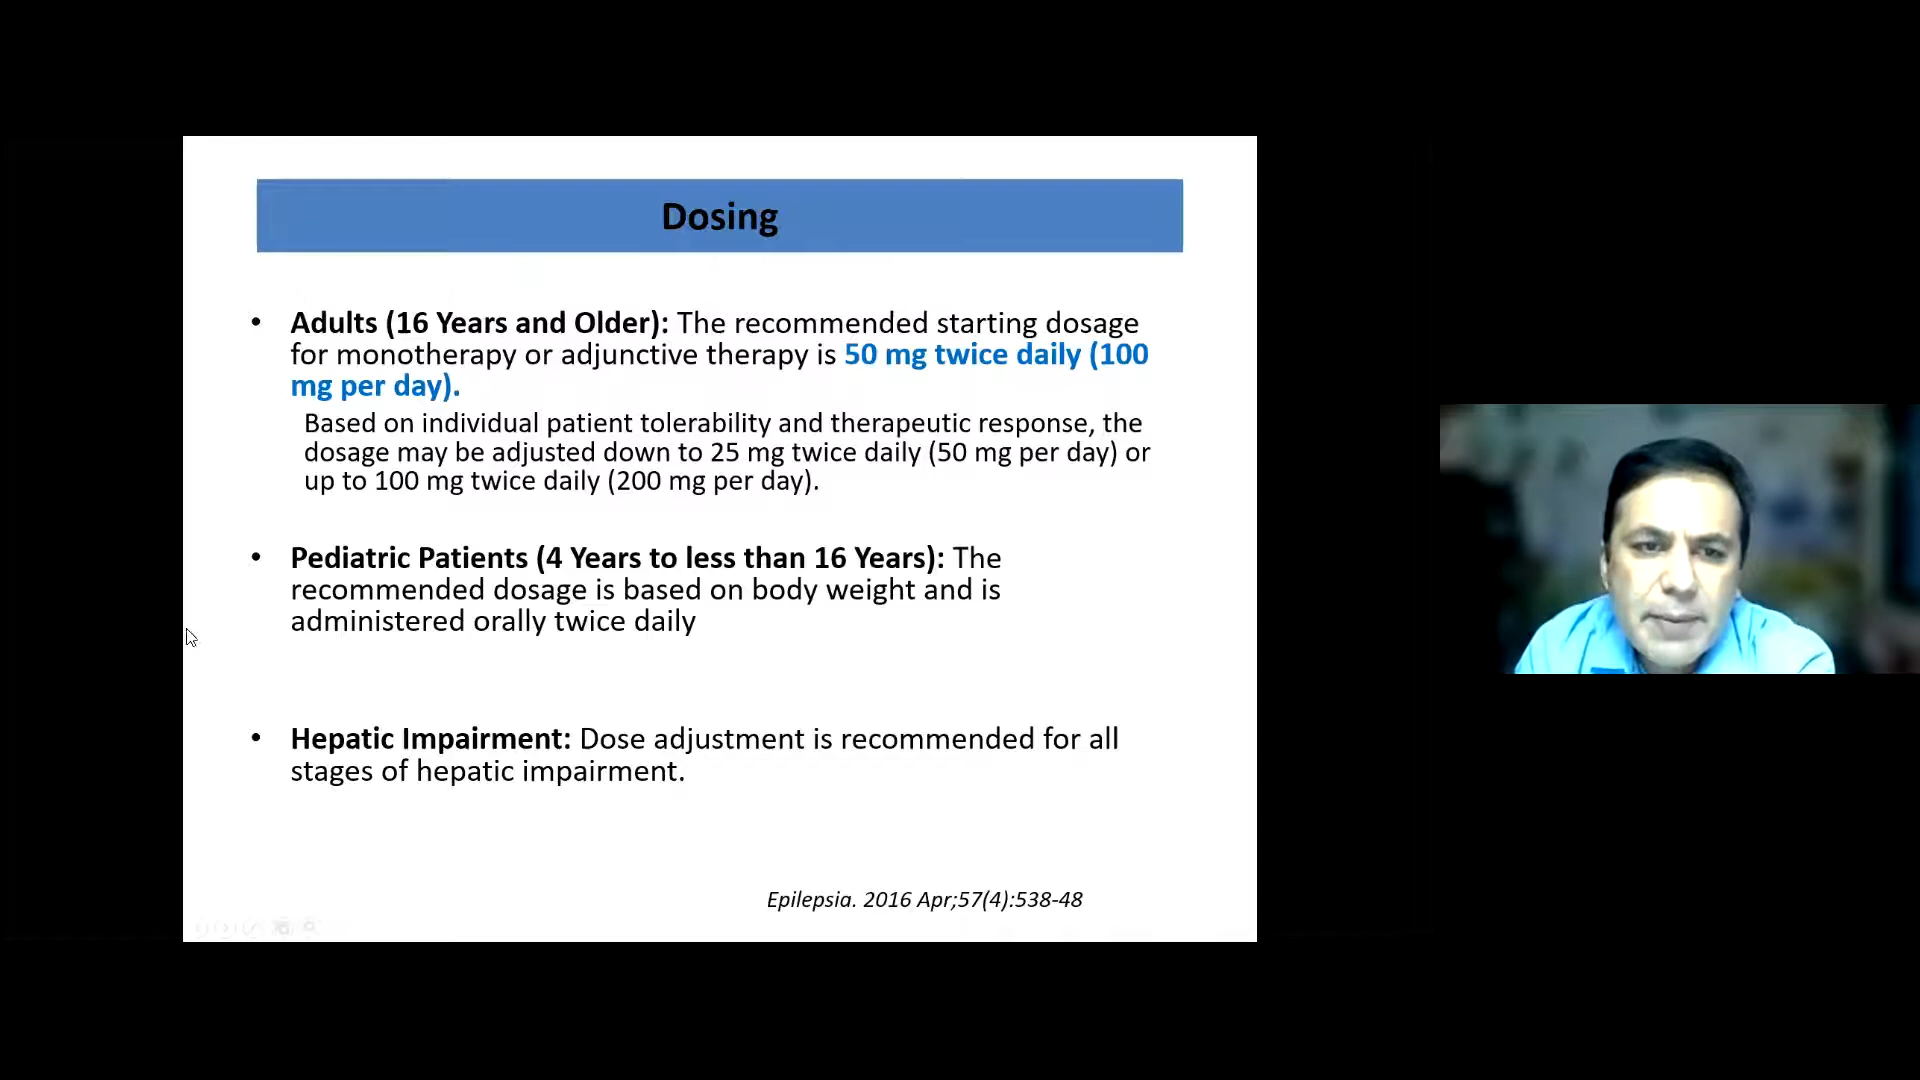 Dosing
• Adults (16 Years and Older): The recommended starting dosage
for monotherapy or adjunctive therapy is 50 mg twice daily (100
mg per day).
Based on individual patient tolerability and therapeutic response, the
dosage may be adjusted down to 25 mg twice daily (50 mg per day) or
up to 100 mg twice daily (200 mg per day).
• Pediatric Patients (4 Years to less than 16 Years): The
recommended dosage is based on body weight and is
administered orally twice daily
• Hepatic Impairment: Dose adjustment is recommended for all
stages of hepatic impairment.
Epilepsia. 2016 Apr;57(4):538-48